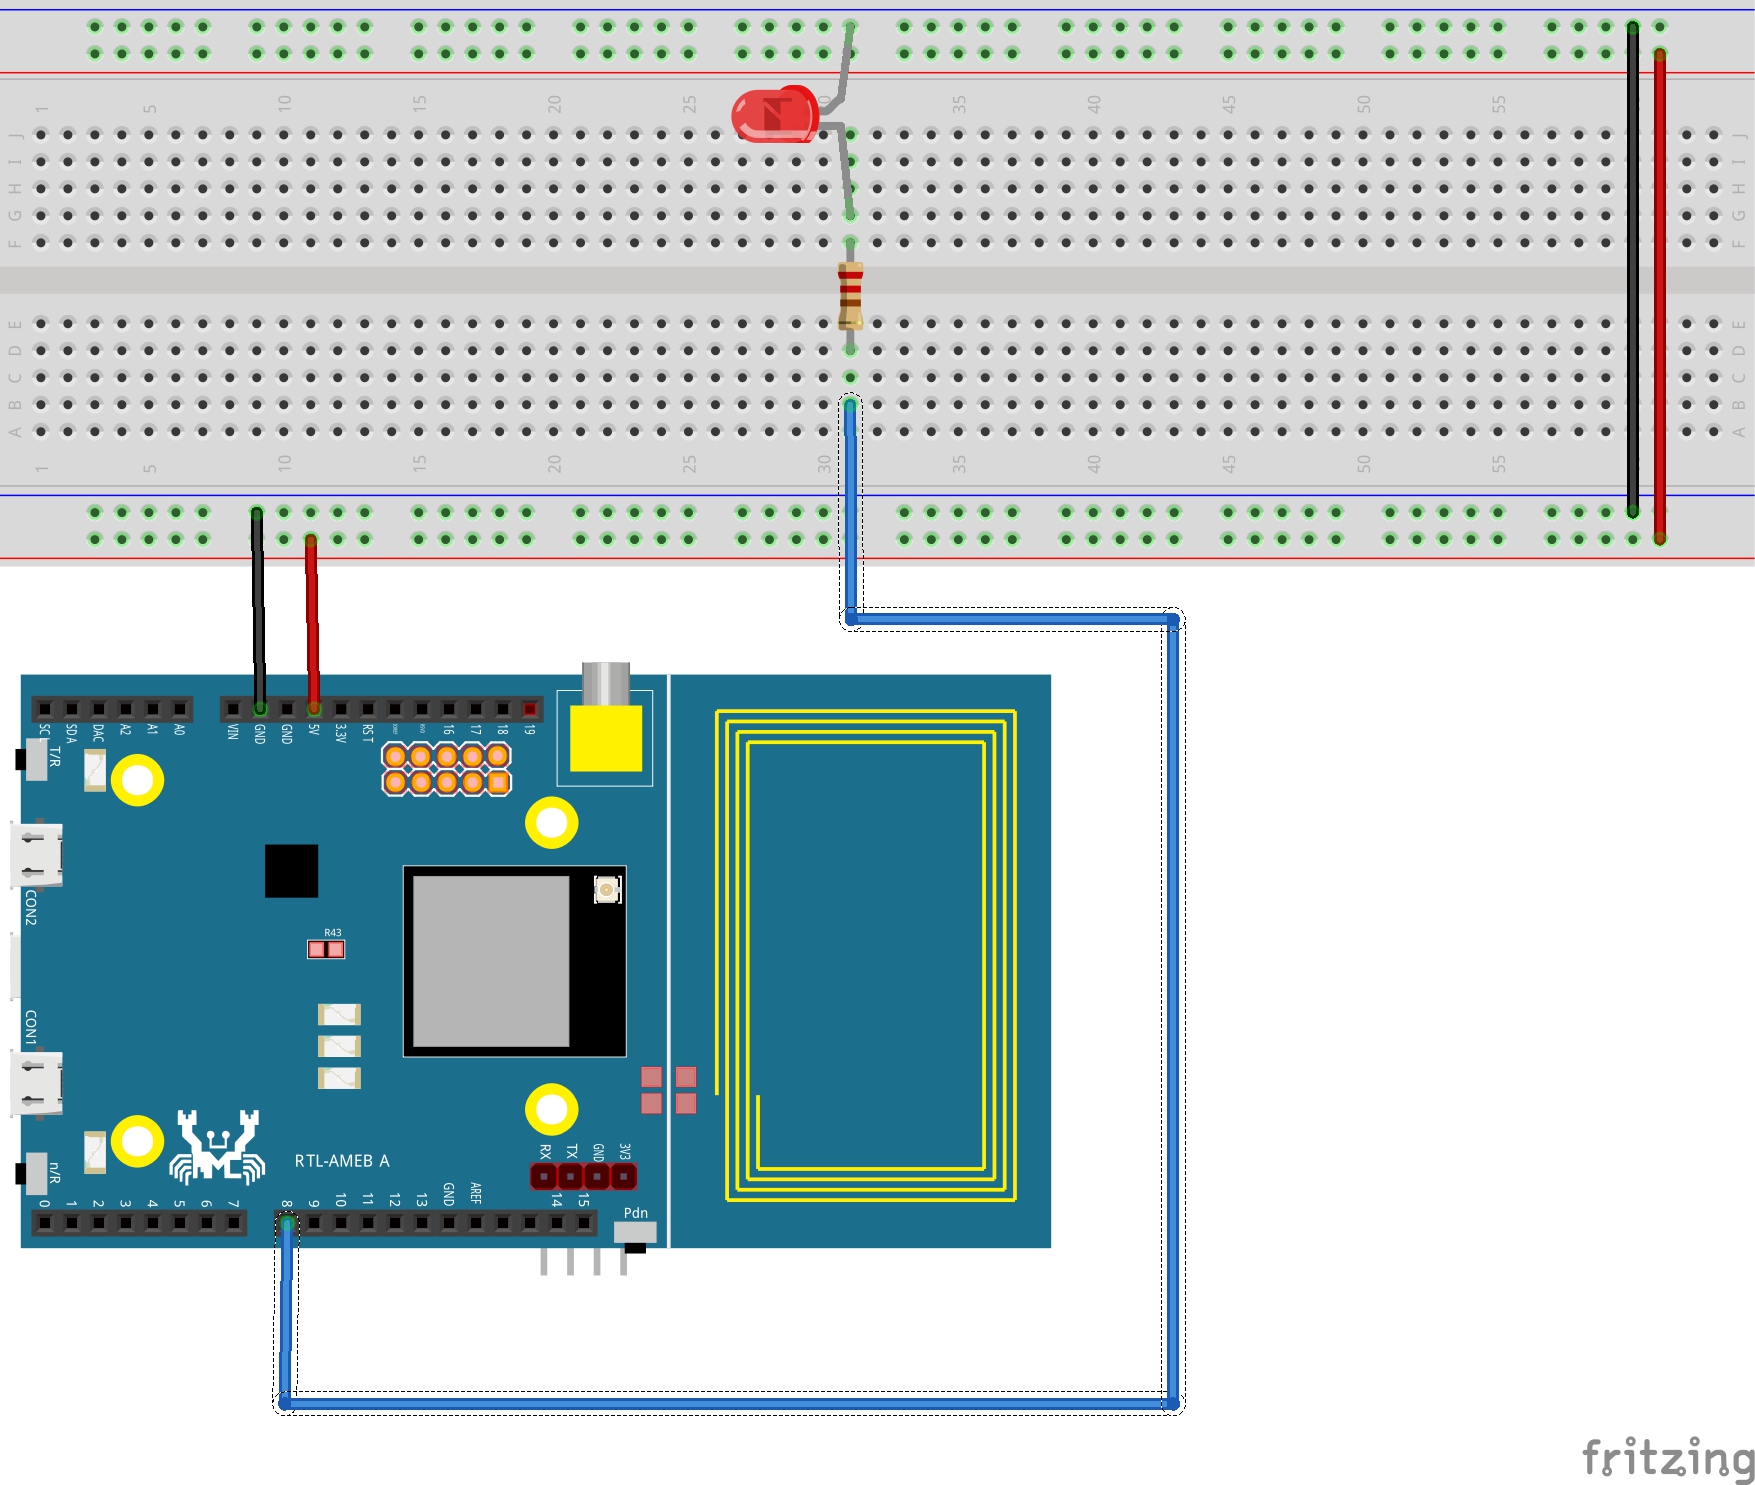 1 5 10 15 20 25 30 35 40 45 50 55
J J
I I
H H
G G
F F
E E
D D
C C
B B
A A
1 5 10 15 20 25 30 35 40 45 50 55
SCL SDA DAC A2 A1 A0 VIN GND GND 5V 3.3V RST 16 17 18 19
T/R
CON2
R43
CON1
RTL-AMEB A
RX TX GND 3V3
n/R
0 1 2 3 4 5 6 7 8 9 10 11 12 13 GND AREF 14 15
Pdn
fritzing